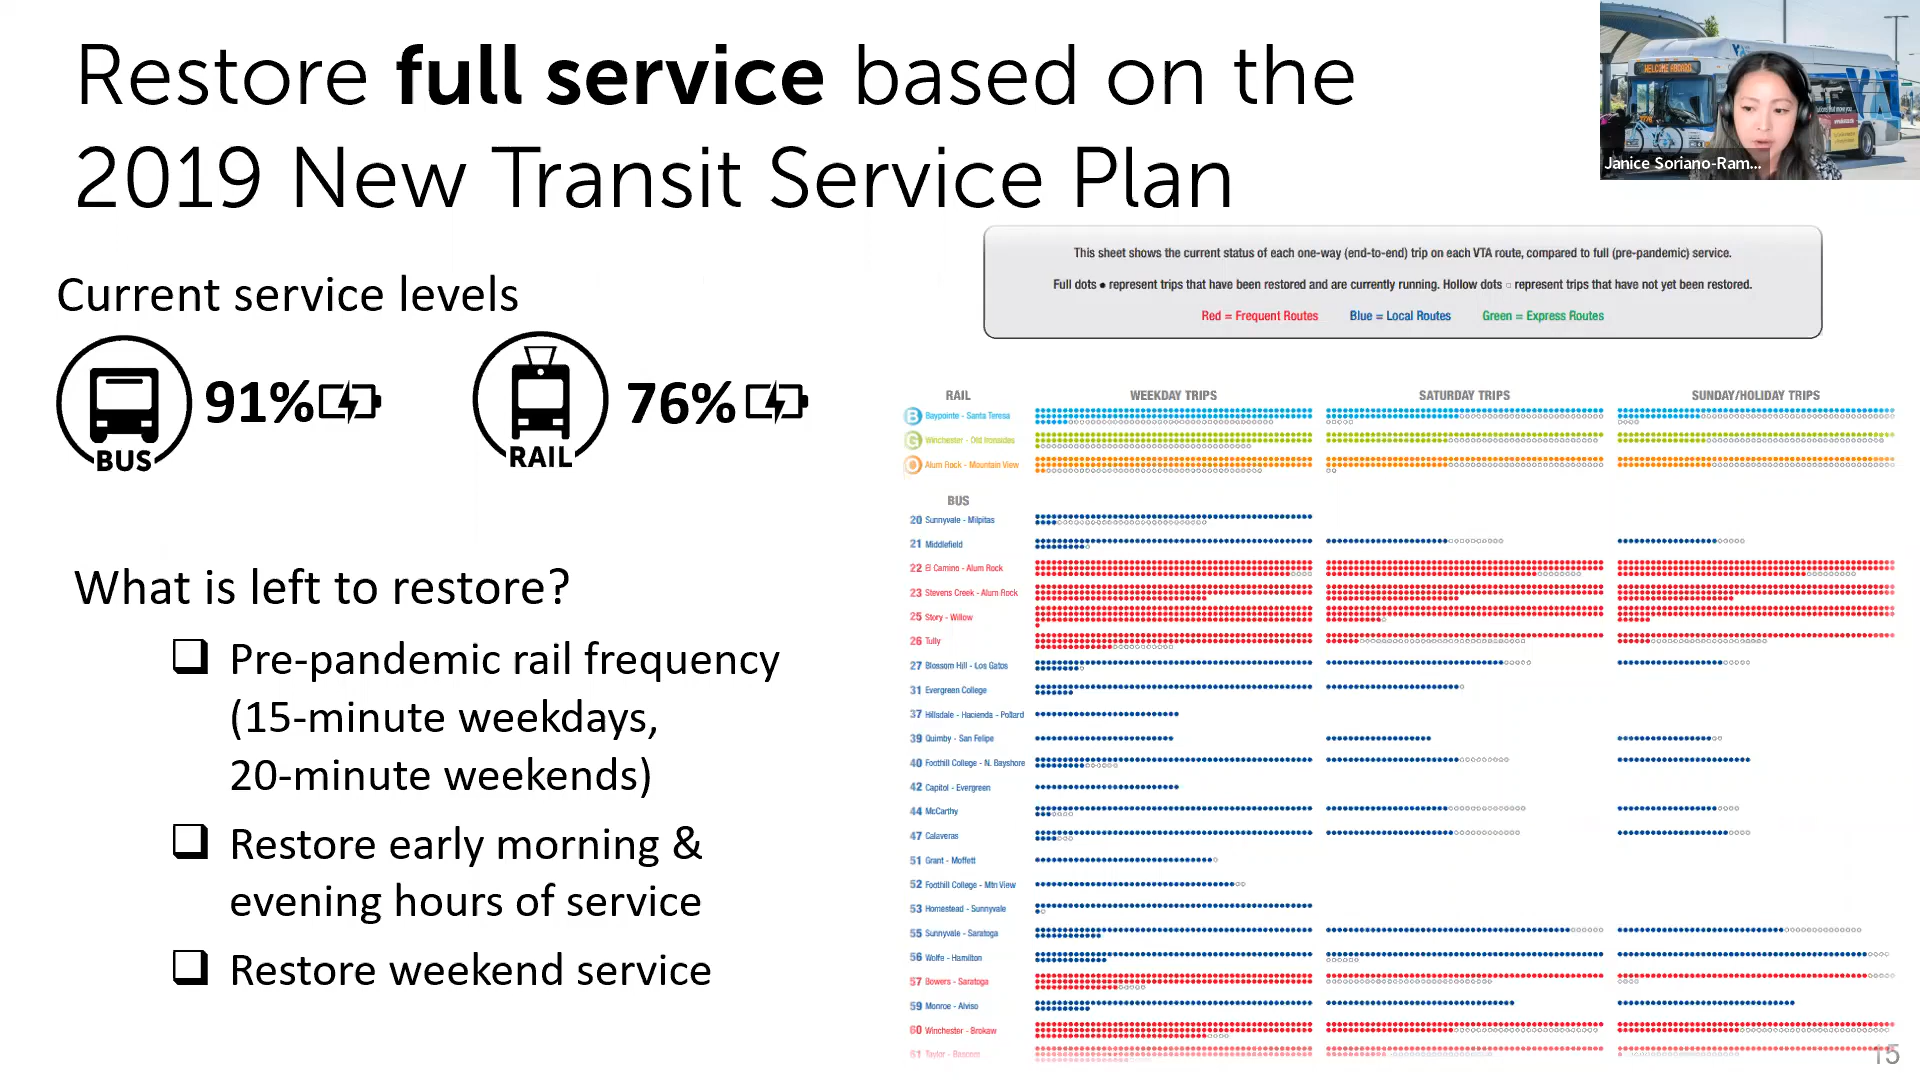 Restore full service based on the
2019 New Transit Service Plan
WELCOME ABOARD
Janice Soriano-Ram...
Current service levels
91%
BUS
76%
RAIL
What is left to restore?
Pre-pandemic rail frequency
(15-minute weekdays,
20-minute weekends)
Restore early morning &
evening hours of service
Restore weekend service
This sheet shows the current status of each one-way (end-to-end) trip on each VTA route, compared to full (pre-pandemic) service.
Full dots ● represent trips that have been restored and are currently running. Hollow dots ○ represent trips that have not yet been restored.
Red = Frequent Routes Blue = Local Routes Green = Express Routes
RAIL WEEKDAY TRIPS SATURDAY TRIPS SUNDAY/HOLIDAY TRIPS
B Baypointe - Santa Teresa
G Winchester - Old Ironsides
O Alum Rock - Mountain View
BUS
20 Sunnyvale - Milpitas
21 Middlefield
22 El Camino - Alum Rock
23 Stevens Creek - Alum Rock
25 Story - Willow
26 Tully
27 Blossom Hill - Los Gatos
31 Evergreen College
37 Hillsdale - Hacienda - Pollard
39 Quimby - San Felipe
40 Foothill College - N. Bayshore
42 Capitol - Evergreen
44 McCarthy
47 Calaveras
51 Grant - Moffett
52 Foothill College - Mtn View
53 Homestead - Sunnyvale
55 Sunnyvale - Saratoga
56 Wolfe - Hamilton
57 Bowers - Saratoga
59 Monroe - Alviso
60 Winchester - Brokaw
61 Taylor - Bascom
15